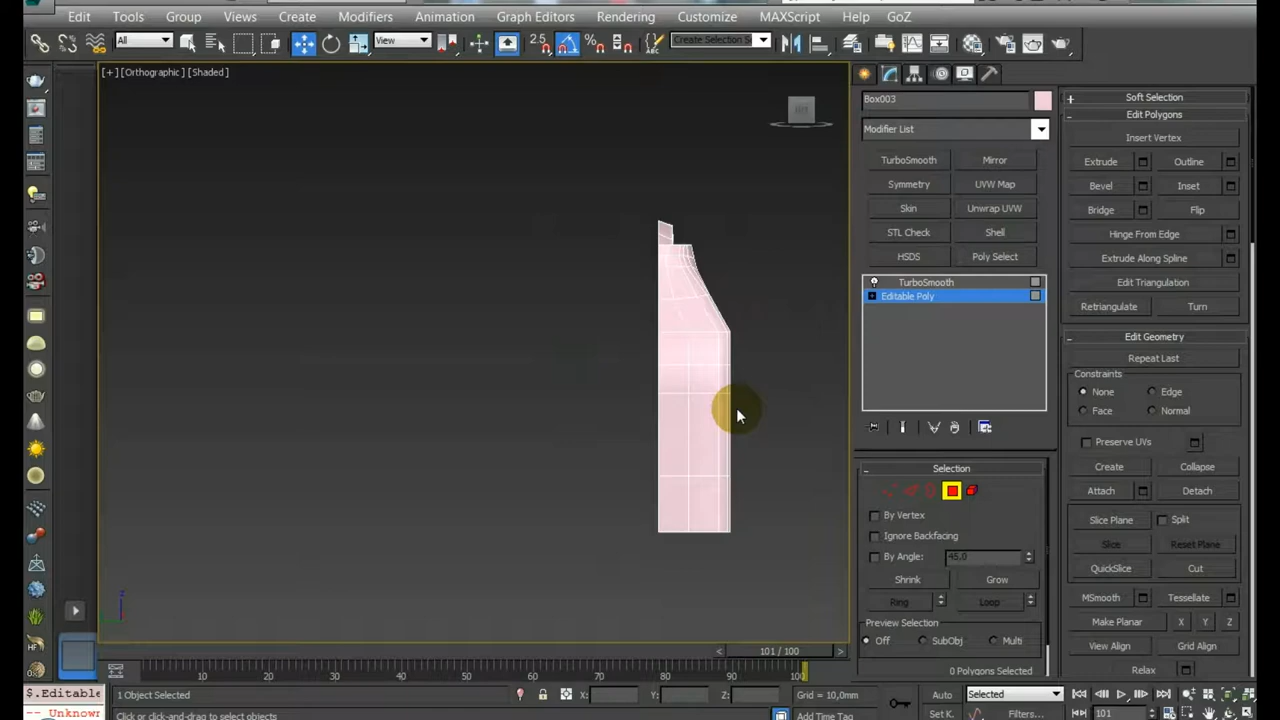 Edit Tools Group Views Create Modifiers Animation Graph Editors Rendering Customize MAXScript Help GoZ
All View 2.5 Create Selection S
[+] [Orthographic] [Shaded]
Box003
Modifier List
TurboSmooth Mirror
Symmetry UVW Map
Skin Unwrap UVW
STL Check Shell
HSDS Poly Select
TurboSmooth
Editable Poly
Selection
By Vertex
Ignore Backfacing
By Angle: 45.0
Shrink Grow
Ring Loop
Preview Selection
Off SubObj Multi
0 Polygons Selected
Soft Selection
Edit Polygons
Insert Vertex
Extrude Outline
Bevel Inset
Bridge Flip
Hinge From Edge
Extrude Along Spline
Edit Triangulation
Retriangulate Turn
Edit Geometry
Repeat Last
Constraints
None Edge
Face Normal
Preserve UVs
Create Collapse
Attach Detach
Slice Plane Split
Slice Reset Plane
QuickSlice Cut
MSmooth Tessellate
Make Planar X Y Z
View Align Grid Align
Relax
z
< 101 / 100 >
10 20 30 40 50 60 70 80 90 100
$.Editable
-- Unknown
1 Object Selected X: Y: Z: Grid = 10,0mm
Click or click-and-drag to select objects Add Time Tag
Auto Selected
Set K. Filters... 101